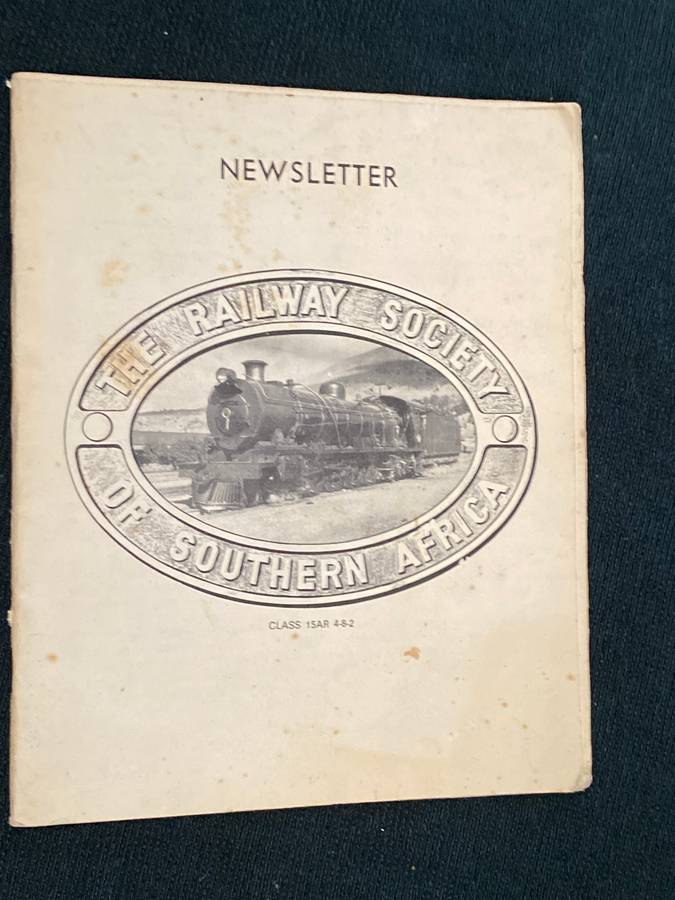 NEWSLETTER
THE RAILWAY SOCIETY
OF SOUTHERN AFRICA
CLASS 15AR 4-8-2